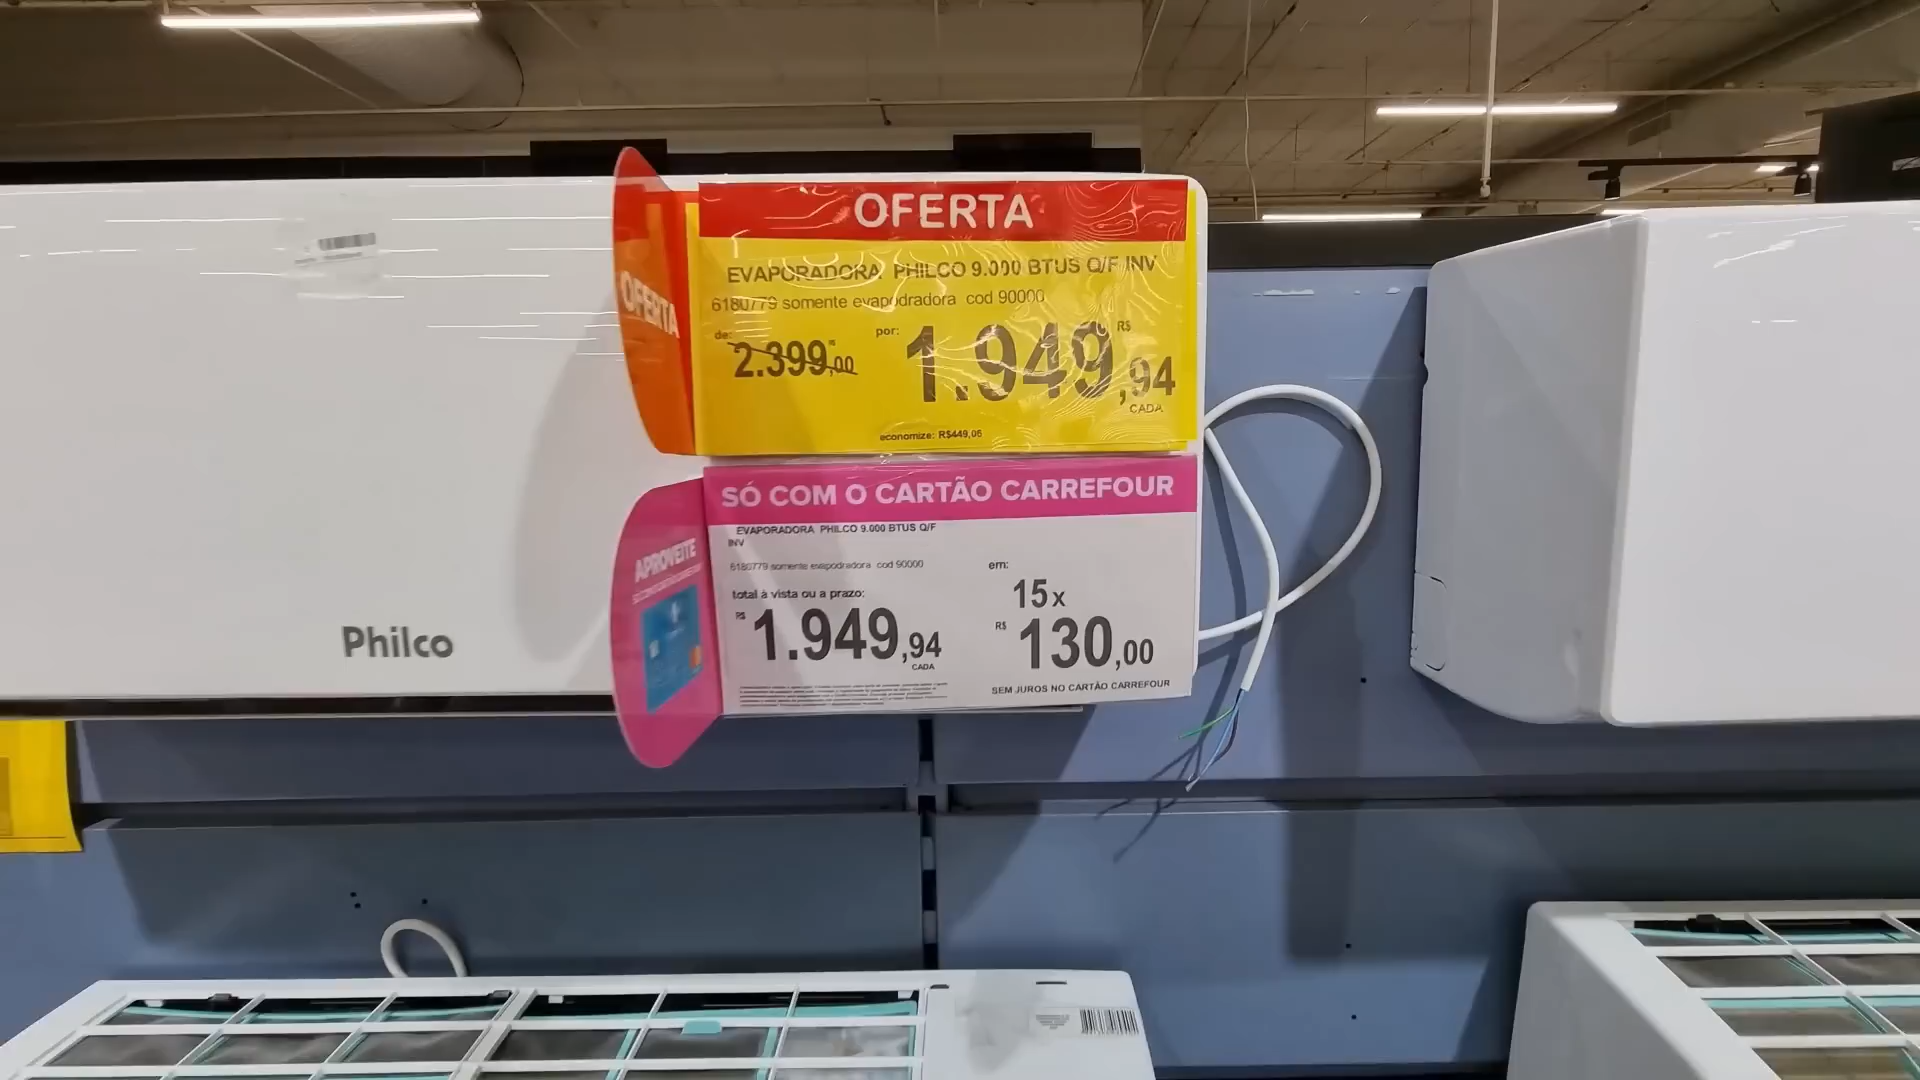 OFERTA
OFERTA
EVAPORADORA PHILCO 9.000 BTUS Q/F INV
6180779 somente evapodradora cod 90000
de: 2.399,00
por: R$ 1.949,94
CADA
economize: R$449,06
SÓ COM O CARTÃO CARREFOUR
APROVEITE
EVAPORADORA PHILCO 9.000 BTUS Q/F
INV
6180779 somente evapodradora cod 90000
total à vista ou a prazo:
R$ 1.949,94
CADA
em:
15x
R$ 130,00
SEM JUROS NO CARTÃO CARREFOUR
Philco